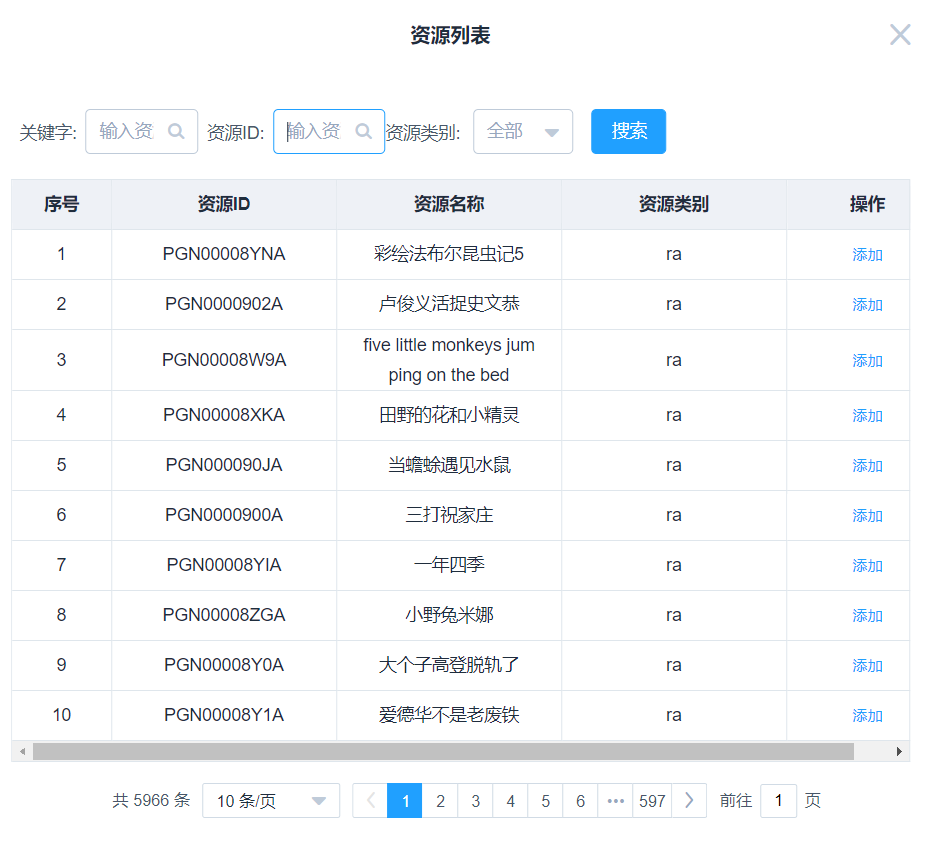 资源列表
关键字: 输入资 资源ID: 输入资 资源类别: 全部 搜索
序号 资源ID 资源名称 资源类别 操作
1 PGN00008YNA 彩绘法布尔昆虫记5 ra 添加
2 PGN0000902A 卢俊义活捉史文恭 ra 添加
3 PGN00008W9A five little monkeys jum ra 添加
ping on the bed
4 PGN00008XKA 田野的花和小精灵 ra 添加
5 PGN000090JA 当蟾蜍遇见水鼠 ra 添加
6 PGN0000900A 三打祝家庄 ra 添加
7 PGN00008YIA 一年四季 ra 添加
8 PGN00008ZGA 小野兔米娜 ra 添加
9 PGN00008Y0A 大个子高登脱轨了 ra 添加
10 PGN00008Y1A 爱德华不是老废铁 ra 添加
共 5966 条 10 条/页 1 2 3 4 5 6 ••• 597 前往 1 页